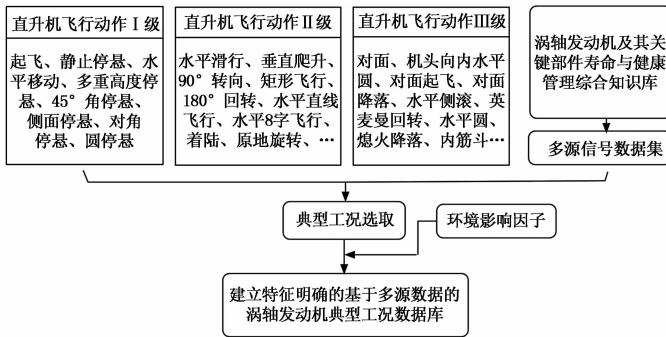 直升机飞行动作Ⅰ级
起飞、静止停悬、水
平移动、多重高度停
悬、45°角停悬、
侧面停悬、对角
停悬、圆停悬
直升机飞行动作Ⅱ级
水平滑行、垂直爬升、
90°转向、矩形飞行、
180°回转、水平直线
飞行、水平8字飞行、
着陆、原地旋转、…
直升机飞行动作Ⅲ级
对面、机头向内水平
圆、对面起飞、对面
降落、水平侧滚、英
麦曼回转、水平圆、
熄火降落、内筋斗…
涡轴发动机及其关
键部件寿命与健康
管理综合知识库
多源信号数据集
典型工况选取
环境影响因子
建立特征明确的基于多源数据的
涡轴发动机典型工况数据库